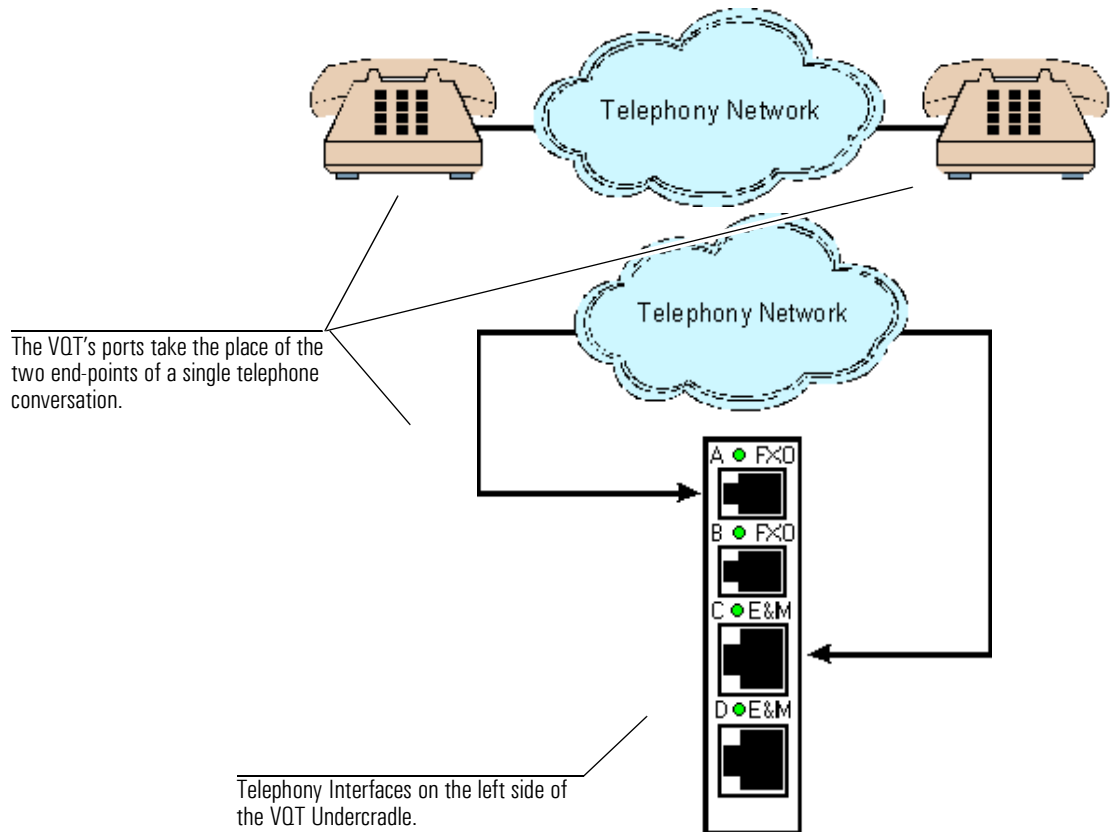 Telephony Network
Telephony Network
The VQT's ports take the place of the
two end-points of a single telephone
conversation.
A FXO
B FXO
C E&M
D E&M
Telephony Interfaces on the left side of
the VQT Undercradle.